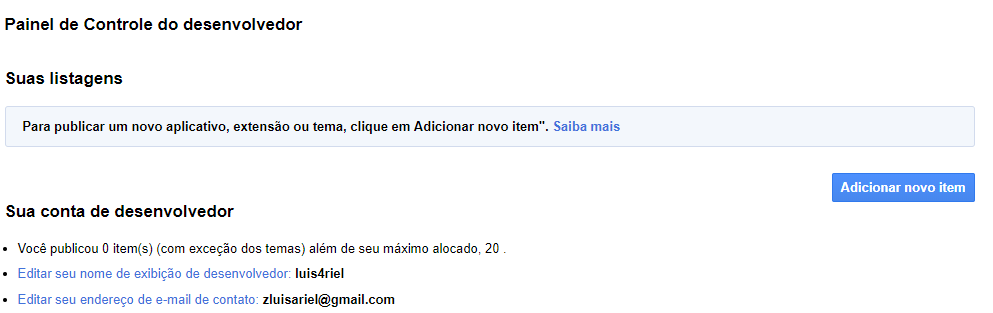 Painel de Controle do desenvolvedor
Suas listagens
Para publicar um novo aplicativo, extensão ou tema, clique em Adicionar novo item". Saiba mais
Adicionar novo item
Sua conta de desenvolvedor
• Você publicou 0 item(s) (com exceção dos temas) além de seu máximo alocado, 20 .
• Editar seu nome de exibição de desenvolvedor: luis4riel
• Editar seu endereço de e-mail de contato: zluisariel@gmail.com